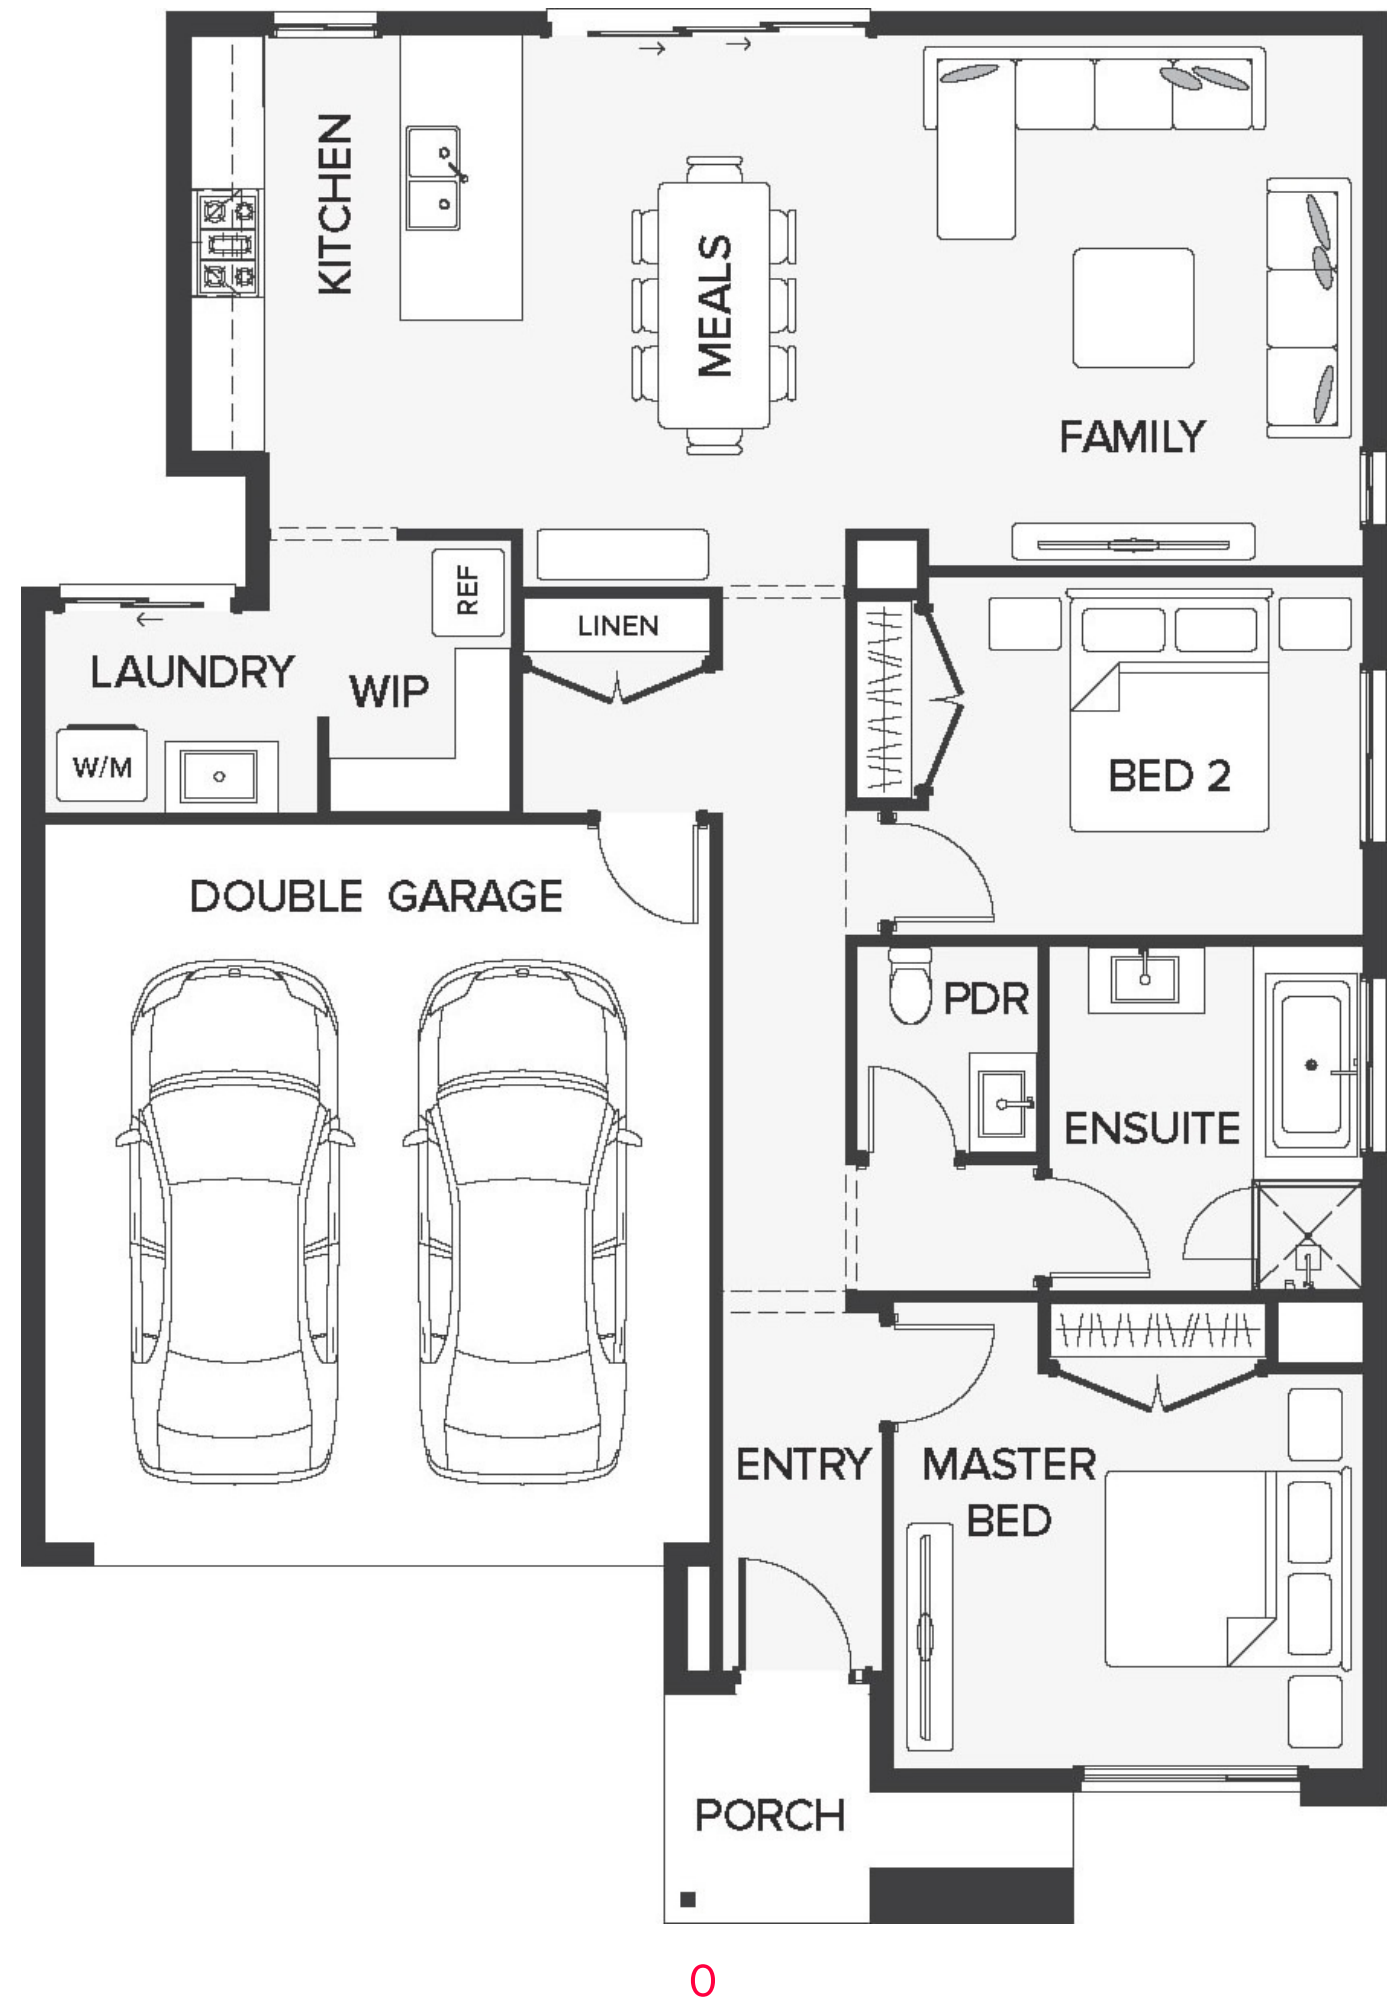 KITCHEN
MEALS
FAMILY
REF
LINEN
LAUNDRY
WIP
W/M
BED 2
DOUBLE GARAGE
PDR
ENSUITE
ENTRY
MASTER
BED
PORCH
0